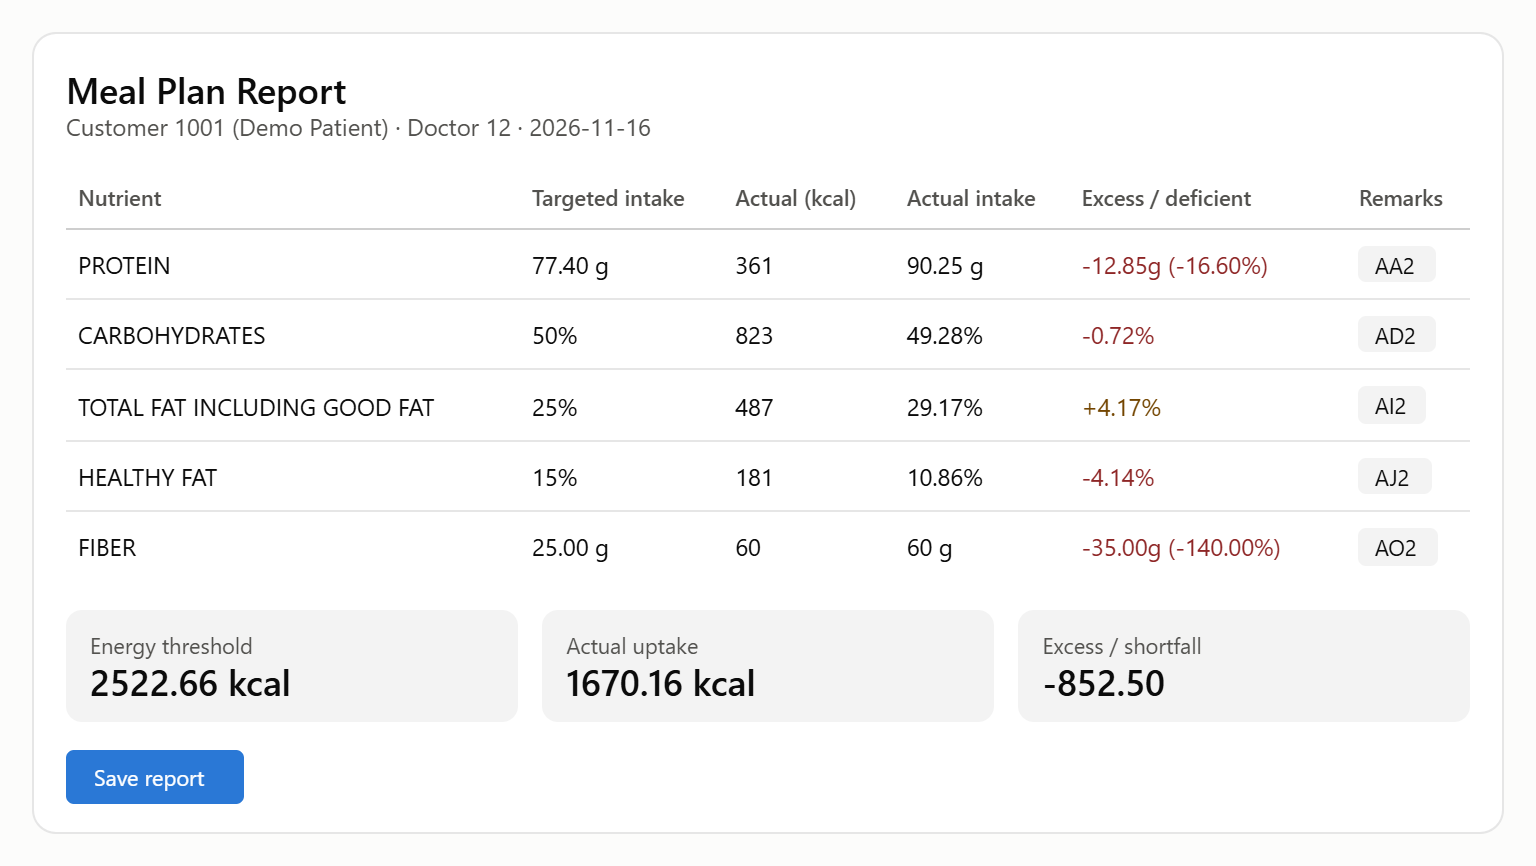 Meal Plan Report
Customer 1001 (Demo Patient) · Doctor 12 · 2026-11-16
Nutrient Targeted intake Actual (kcal) Actual intake Excess / deficient Remarks
PROTEIN 77.40 g 361 90.25 g -12.85g (-16.60%) AA2
CARBOHYDRATES 50% 823 49.28% -0.72% AD2
TOTAL FAT INCLUDING GOOD FAT 25% 487 29.17% +4.17% AI2
HEALTHY FAT 15% 181 10.86% -4.14% AJ2
FIBER 25.00 g 60 60 g -35.00g (-140.00%) AO2
Energy threshold Actual uptake Excess / shortfall
2522.66 kcal 1670.16 kcal -852.50
Save report